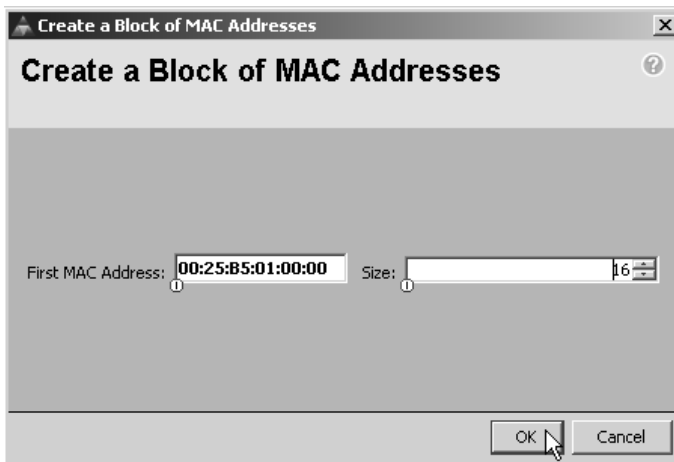 Create a Block of MAC Addresses
Create a Block of MAC Addresses
First MAC Address: 00:25:B5:01:00:00 Size: 16
OK Cancel